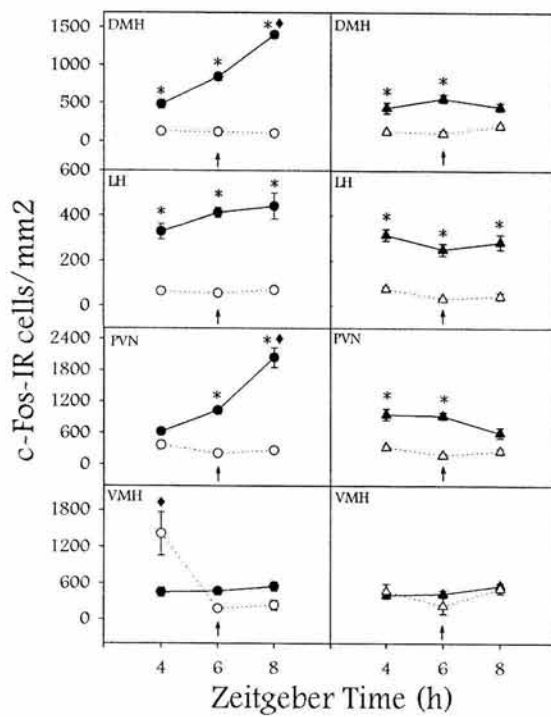 c-Fos-IR cells/mm2
1500
1000
500
0
DMH
* * *♦
DMH
* *
600
400
200
0
LH
* * *
LH
* * *
2400
1800
1200
600
0
PVN
* *♦
PVN
* *
1800
1200
600
0
VMH
♦
VMH
4 6 8 4 6 8
Zeitgeber Time (h)